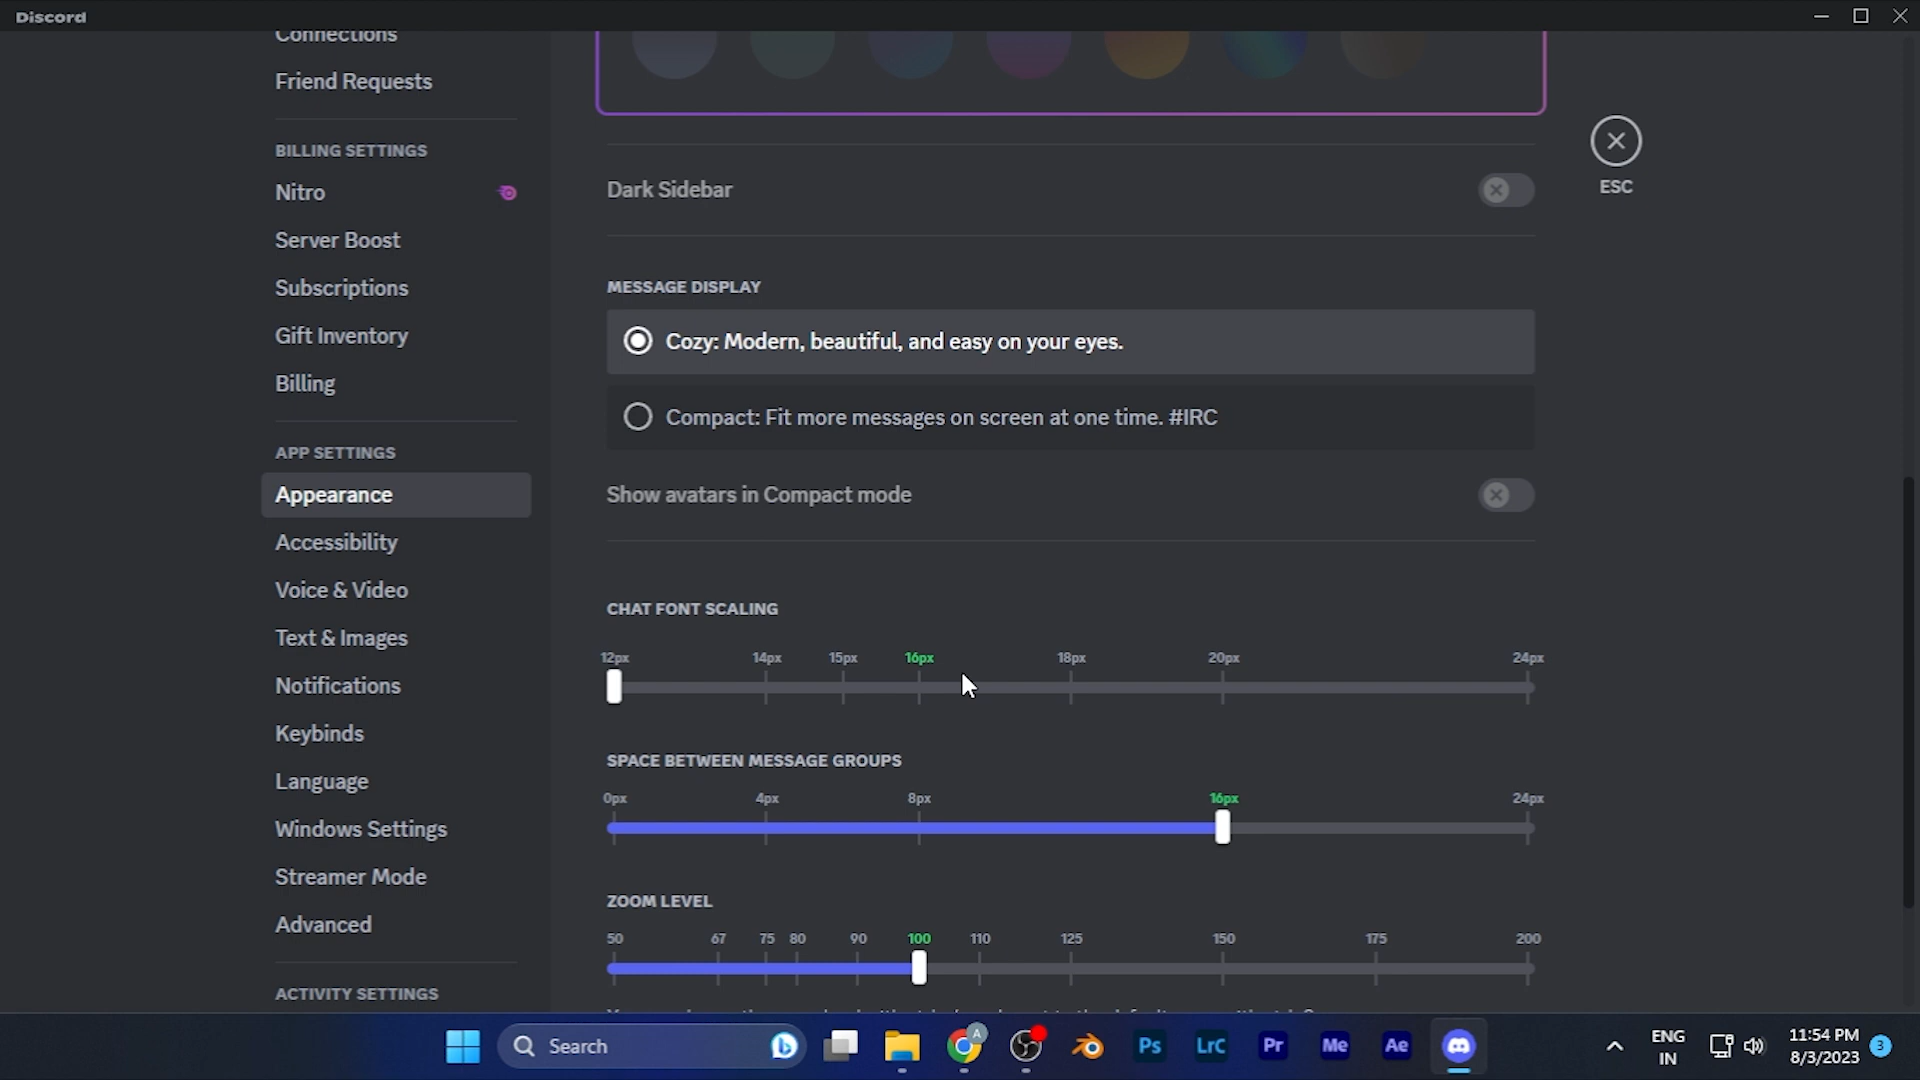 Discord
Connections
Friend Requests
BILLING SETTINGS
Nitro
Server Boost
Subscriptions
Gift Inventory
Billing
APP SETTINGS
Appearance
Accessibility
Voice & Video
Text & Images
Notifications
Keybinds
Language
Windows Settings
Streamer Mode
Advanced
ACTIVITY SETTINGS
ESC
Dark Sidebar
MESSAGE DISPLAY
Cozy: Modern, beautiful, and easy on your eyes.
Compact: Fit more messages on screen at one time. #IRC
Show avatars in Compact mode
CHAT FONT SCALING
12px 14px 15px 16px 18px 20px 24px
SPACE BETWEEN MESSAGE GROUPS
0px 4px 8px 16px 24px
ZOOM LEVEL
50 67 75 80 90 100 110 125 150 175 200
Search
A
Ps
LrC
Pr
Me
Ae
ENG
IN
11:54 PM
8/3/2023
3